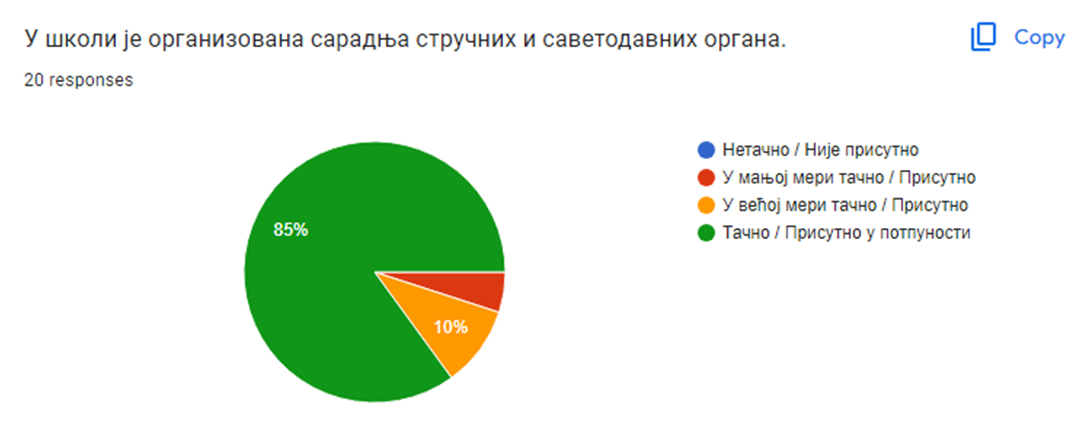 У школи је организована сарадња стручних и саветодавних органа.
Copy
20 responses
85%
10%
Нетачно / Није присутно
У мањој мери тачно / Присутно
У већој мери тачно / Присутно
Тачно / Присутно у потпуности